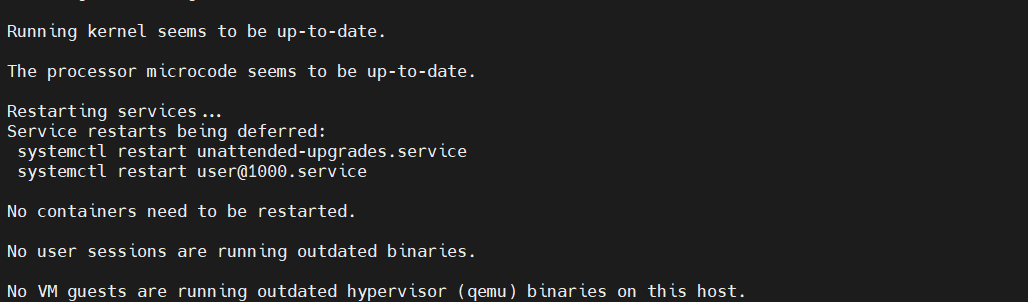 Running kernel seems to be up-to-date.
The processor microcode seems to be up-to-date.
Restarting services...
Service restarts being deferred:
systemctl restart unattended-upgrades.service
systemctl restart user@1000.service
No containers need to be restarted.
No user sessions are running outdated binaries.
No VM guests are running outdated hypervisor (qemu) binaries on this host.